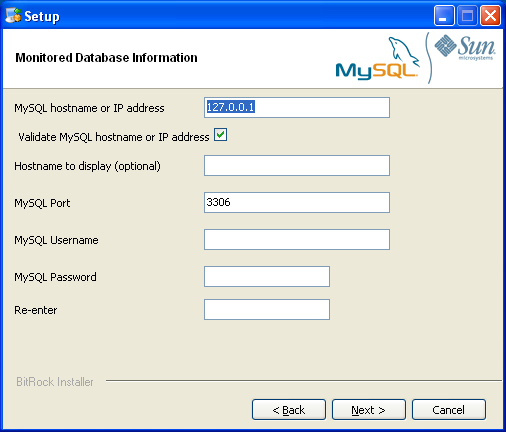 Setup
Monitored Database Information
MySQL
Sun
microsystems
MySQL hostname or IP address
127.0.0.1
Validate MySQL hostname or IP address
Hostname to display (optional)
MySQL Port
3306
MySQL Username
MySQL Password
Re-enter
BitRock Installer
< Back
Next >
Cancel